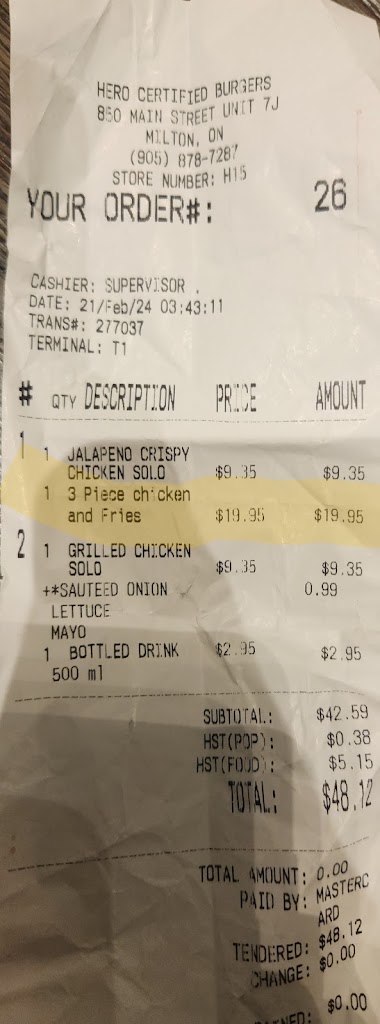 HERO CERTIFIED BURGERS
850 MAIN STREET UNIT 7J
MILTON, ON
(905) 878-7287
STORE NUMBER: H15
YOUR ORDER#: 26
CASHIER: SUPERVISOR .
DATE: 21/Feb/24 03:43:11
TRANS#: 277037
TERMINAL: T1
# QTY DESCRIPTION PRICE AMOUNT
1 1 JALAPENO CRISPY
CHICKEN SOLO $9.35 $9.35
1 3 Piece chicken
and Fries $19.95 $19.95
2 1 GRILLED CHICKEN
SOLO $9.35 $9.35
+*SAUTEED ONION 0.99
LETTUCE
MAYO
1 BOTTLED DRINK $2.95 $2.95
500 ml
SUBTOTAL: $42.59
HST(POP): $0.38
HST(FOOD): $5.15
TOTAL: $48.12
TOTAL AMOUNT: 0.00
PAID BY: MASTERC
ARD
TENDERED: $48.12
CHANGE: $0.00
$0.00